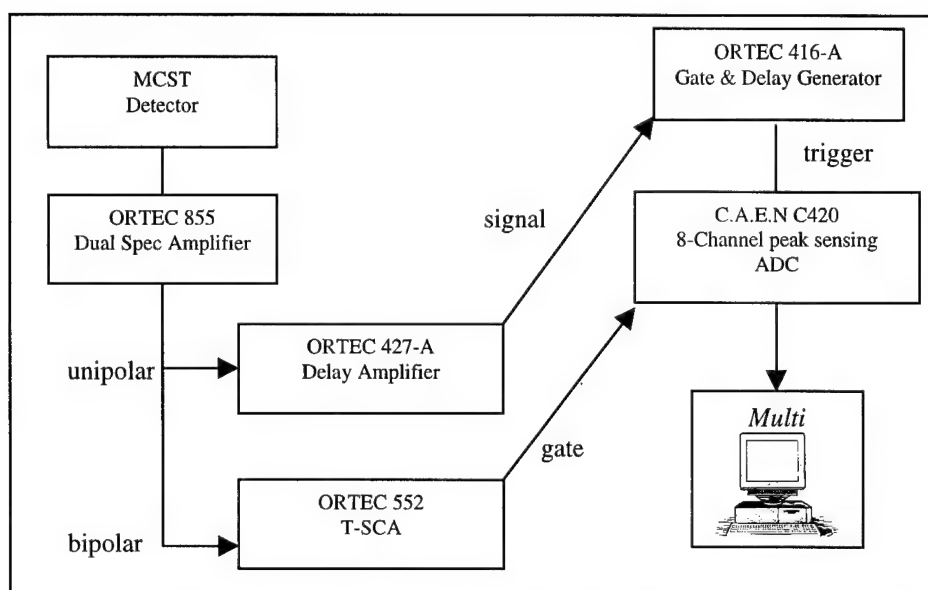 MCST
Detector
ORTEC 855
Dual Spec Amplifier
unipolar
bipolar
ORTEC 427-A
Delay Amplifier
ORTEC 552
T-SCA
signal
gate
ORTEC 416-A
Gate & Delay Generator
trigger
C.A.E.N C420
8-Channel peak sensing
ADC
Multi